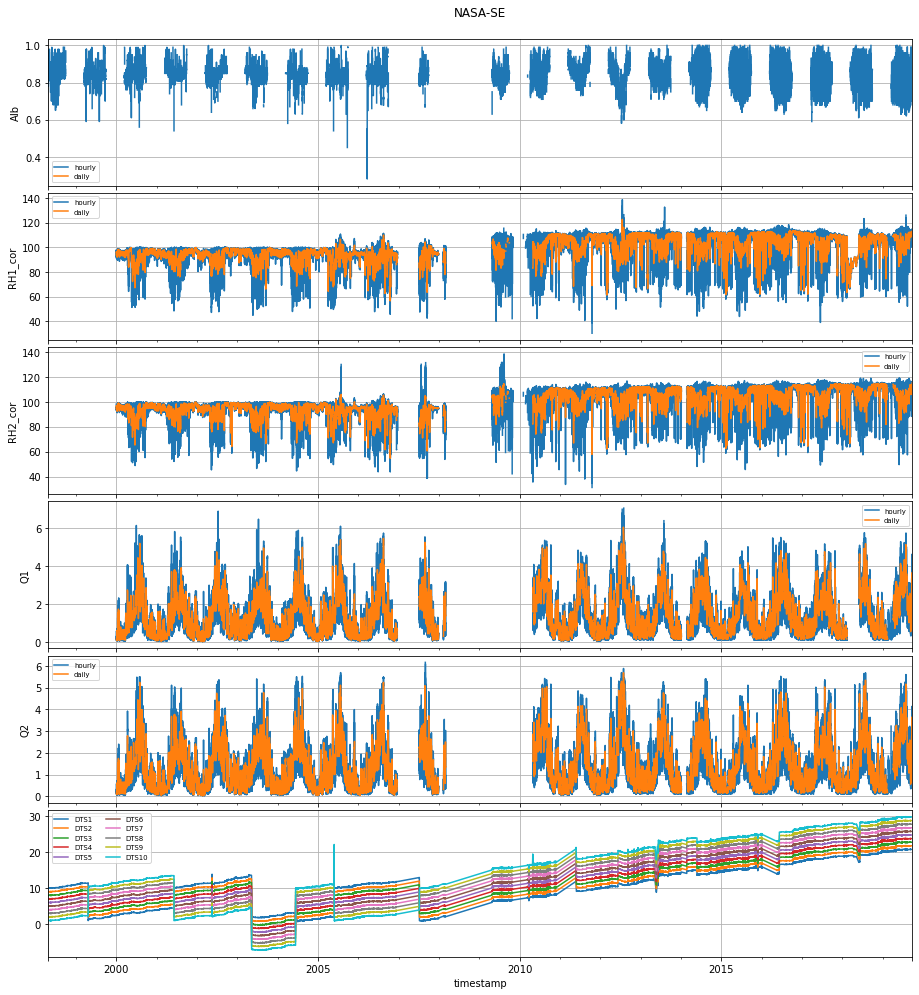 NASA-SE
1.0
0.8
0.6
0.4
Alb
hourly
daily
140
120
100
80
60
40
RH1_cor
hourly
daily
140
120
100
80
60
40
RH2_cor
hourly
daily
6
4
2
0
Q1
hourly
daily
6
5
4
3
2
1
0
Q2
hourly
daily
30
20
10
0
DTS1 DTS6
DTS2 DTS7
DTS3 DTS8
DTS4 DTS9
DTS5 DTS10
2000 2005 2010 2015
timestamp